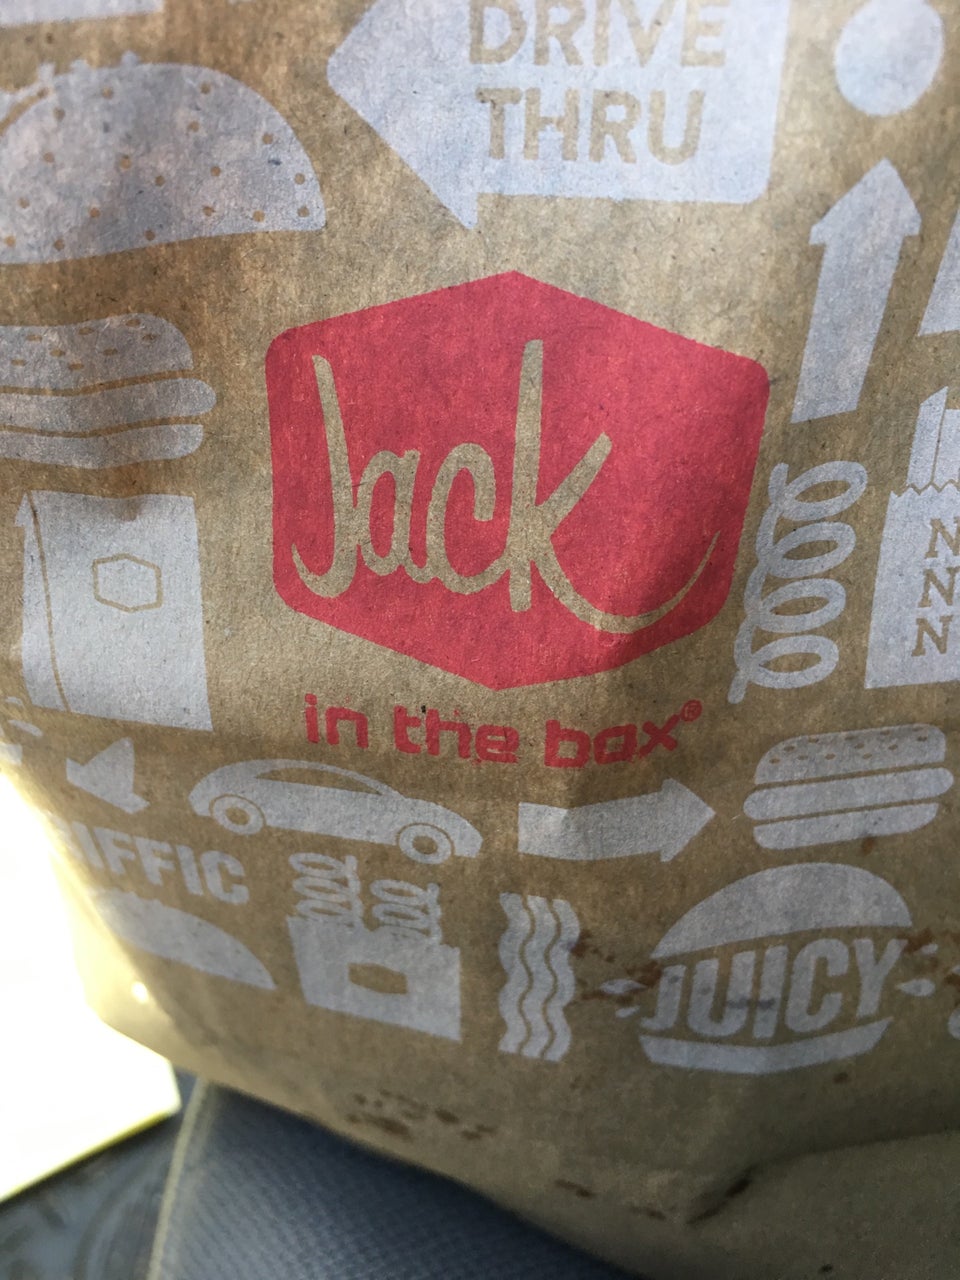 DRIVE
THRU
Jack
in the box®
N
N
N
IFFIC
JUICY